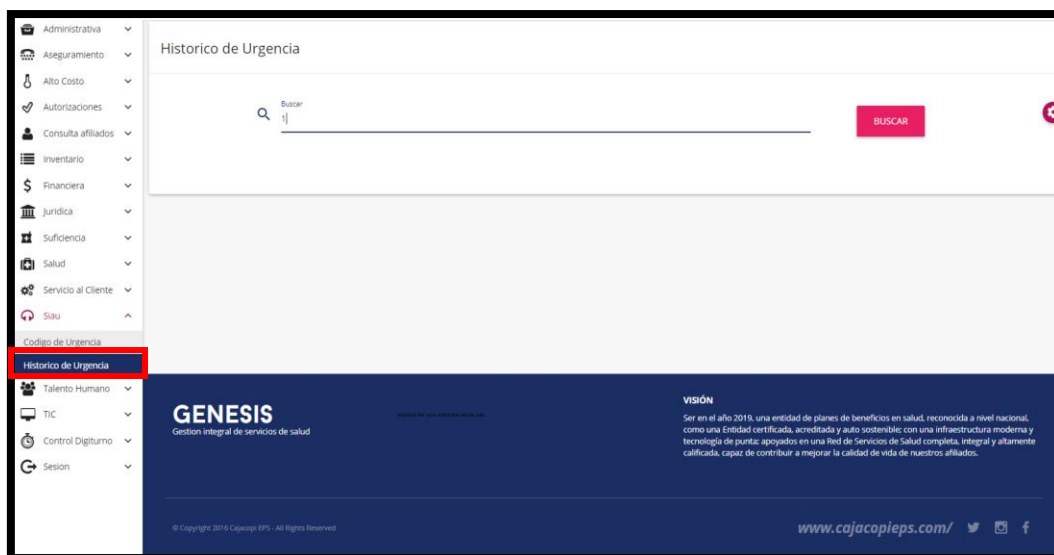 Administrativa
Aseguramiento
Alto Costo
Autorizaciones
Consulta afiliados
Inventario
Financiera
Juridica
Suficiencia
Salud
Servicio al Cliente
Siau
Codigo de Urgencia
Historico de Urgencia
Talento Humano
TIC
Control Digiturno
Sesion
Historico de Urgencia
Buscar
1
BUSCAR
GENESIS
Gestion integral de servicios de salud
VISIÓN
Ser en el año 2019, una entidad de planes de beneficios en salud, reconocida a nivel nacional,
como una Entidad certificada, acreditada y auto sostenible; con una infraestructura moderna y
tecnología de punta; apoyados en una Red de Servicios de Salud completa, integral y altamente
calificada, capaz de contribuir a mejorar la calidad de vida de nuestros afiliados.
© Copyright 2016 Cajacopi EPS - All Rights Reserved
www.cajacopieps.com/